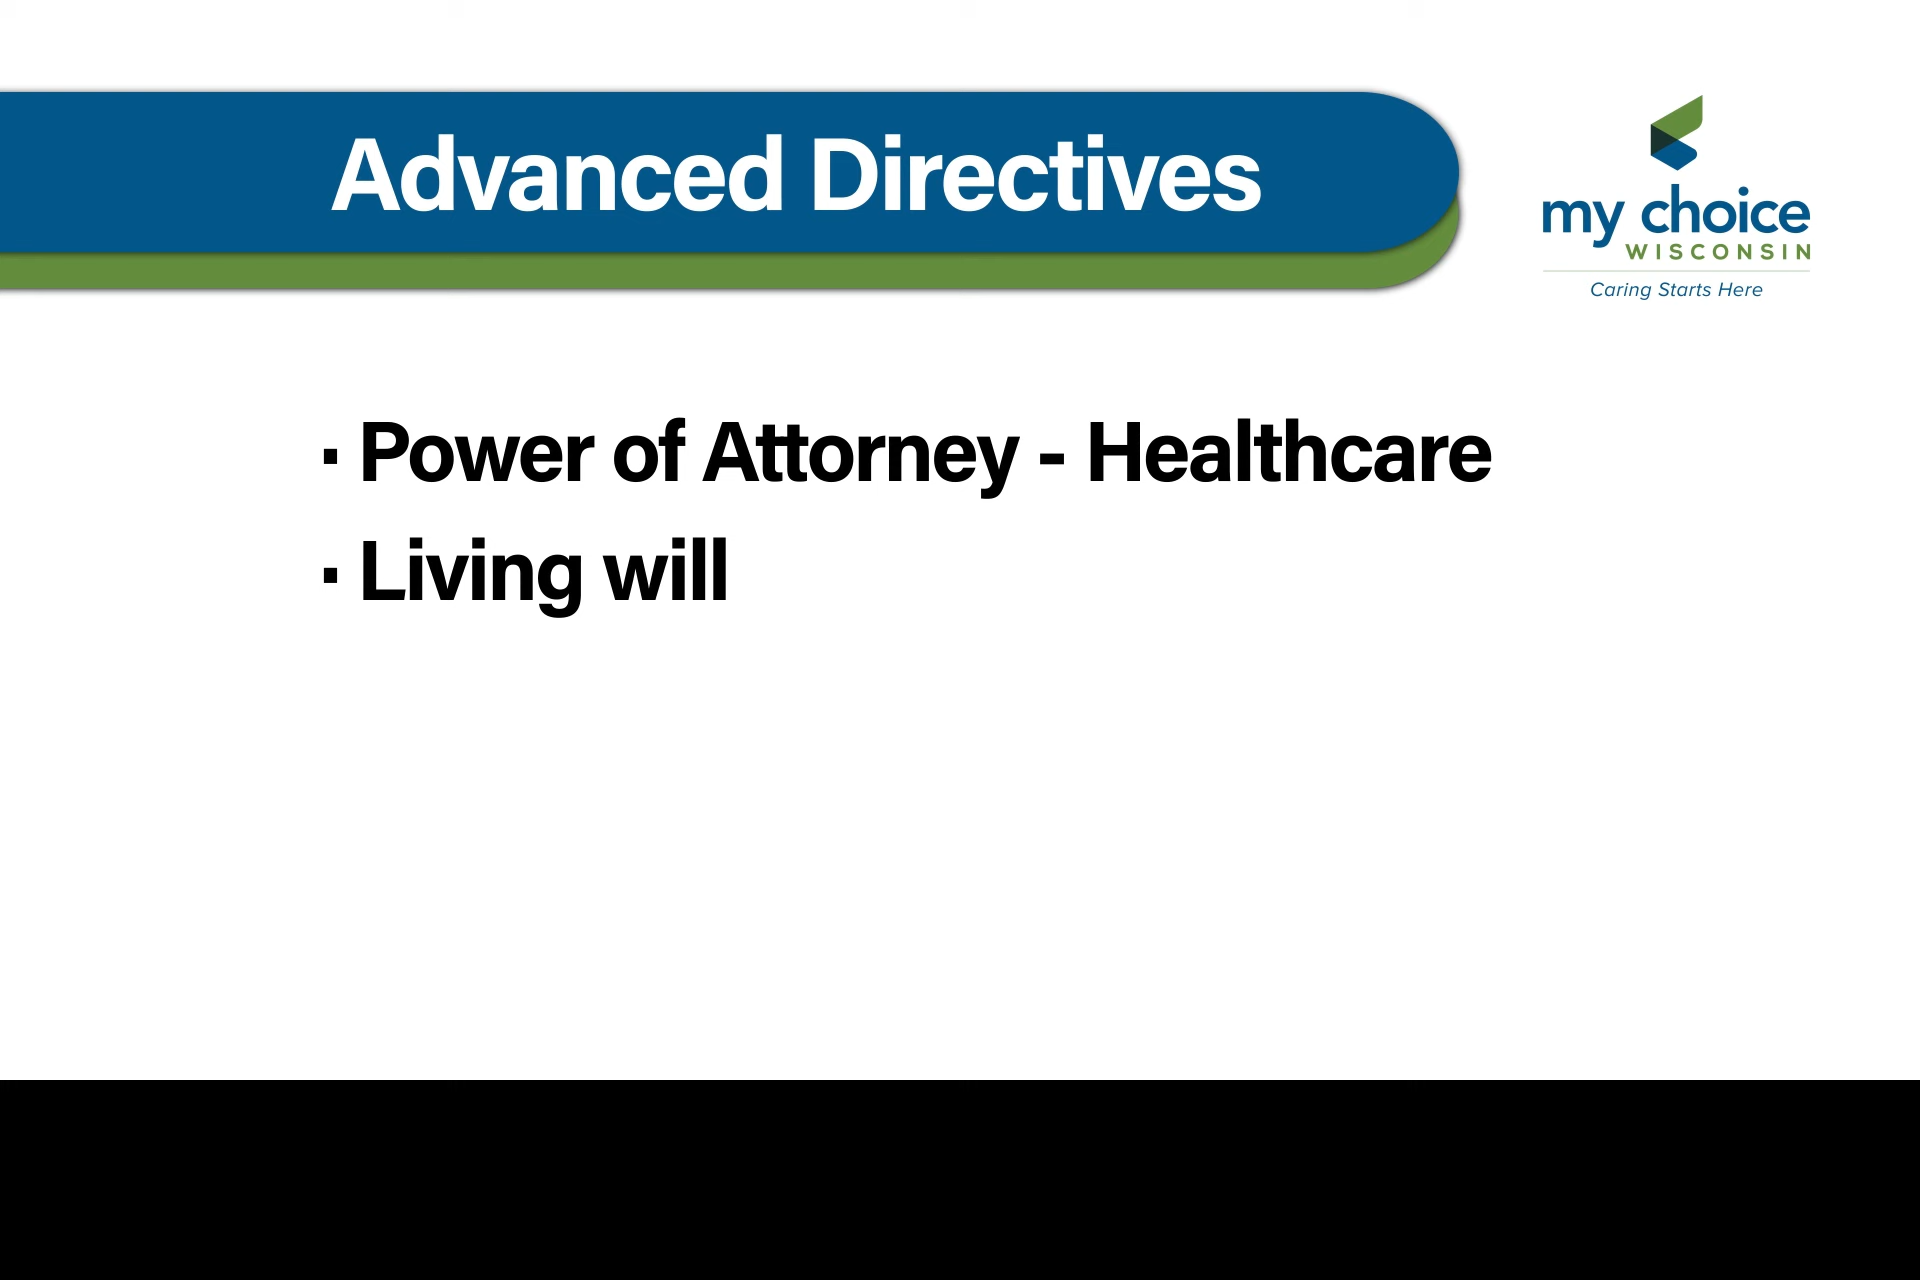 Advanced Directives
my choice
WISCONSIN
Caring Starts Here
· Power of Attorney - Healthcare
· Living will